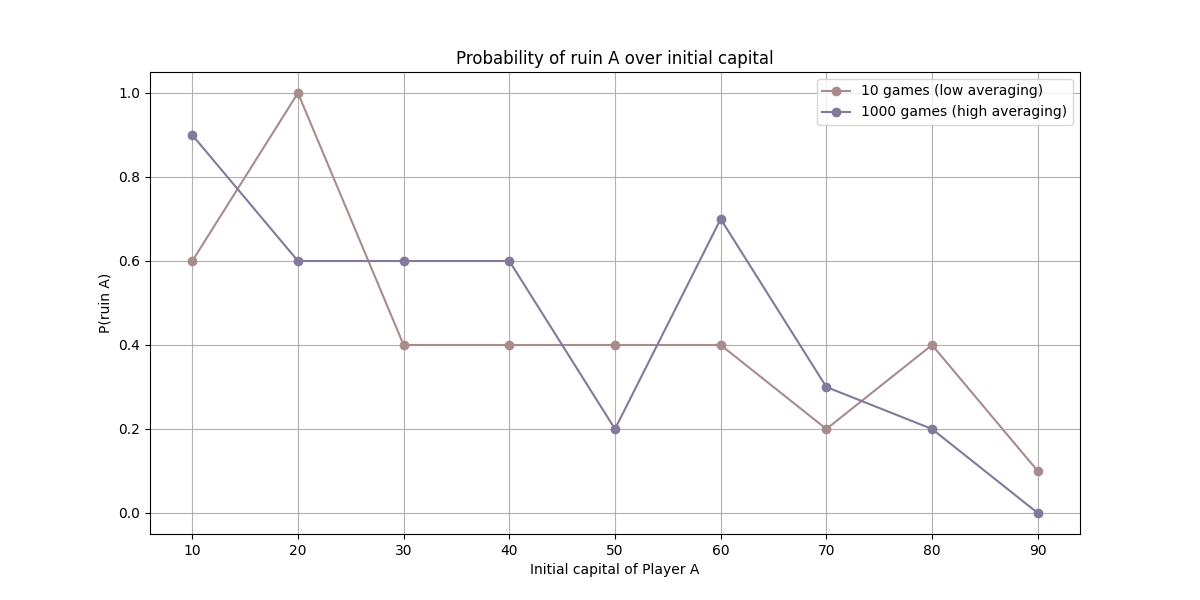 Probability of ruin A over initial capital
10 games (low averaging)
1000 games (high averaging)
P(ruin A)
1.0
0.8
0.6
0.4
0.2
0.0
10 20 30 40 50 60 70 80 90
Initial capital of Player A